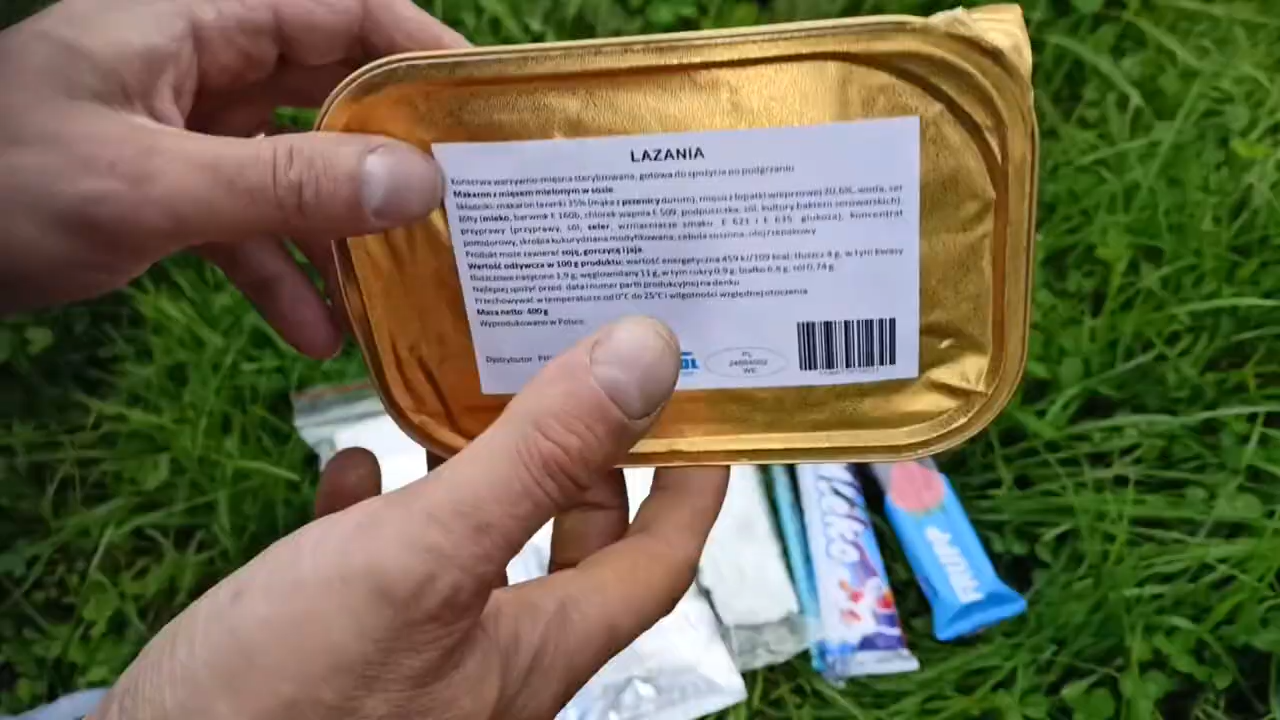 LAZANIA
Konserwa warzywno-mięsna sterylizowana, gotowa do spożycia po podgrzaniu
Makaron z mięsem mielonym w sosie
Składniki: makaron łazanki 35% (mąka z pszenicy durum), mięso z łopatki wieprzowej 20,6%, woda, ser
żółty (mleko, barwnik E 160b, chlorek wapnia E 509, podpuszczka, sól, kultury bakterii serowarskich),
przyprawy (przyprawy, sól, seler, wzmacniacze smaku: E 621 i E 635, glukoza), koncentrat
pomidorowy, skrobia kukurydziana modyfikowana, cebula suszona, olej rzepakowy
Produkt może zawierać soję, gorczycę i jaja.
Wartość odżywcza w 100 g produktu: wartość energetyczna 459 kJ/109 kcal; tłuszcz 4 g, w tym kwasy
tłuszczowe nasycone 1,9 g; węglowodany 11 g, w tym cukry 0,9 g; białko 6,8 g; sól 0,74 g
Najlepiej spożyć przed: data i numer partii produkcyjnej na denku
Przechowywać w temperaturze od 0°C do 25°C i wilgotności względnej otoczenia
Masa netto: 400 g
Wyprodukowano w Polsce.
Dystrybutor:
PL
24684002
WE
FRUPP